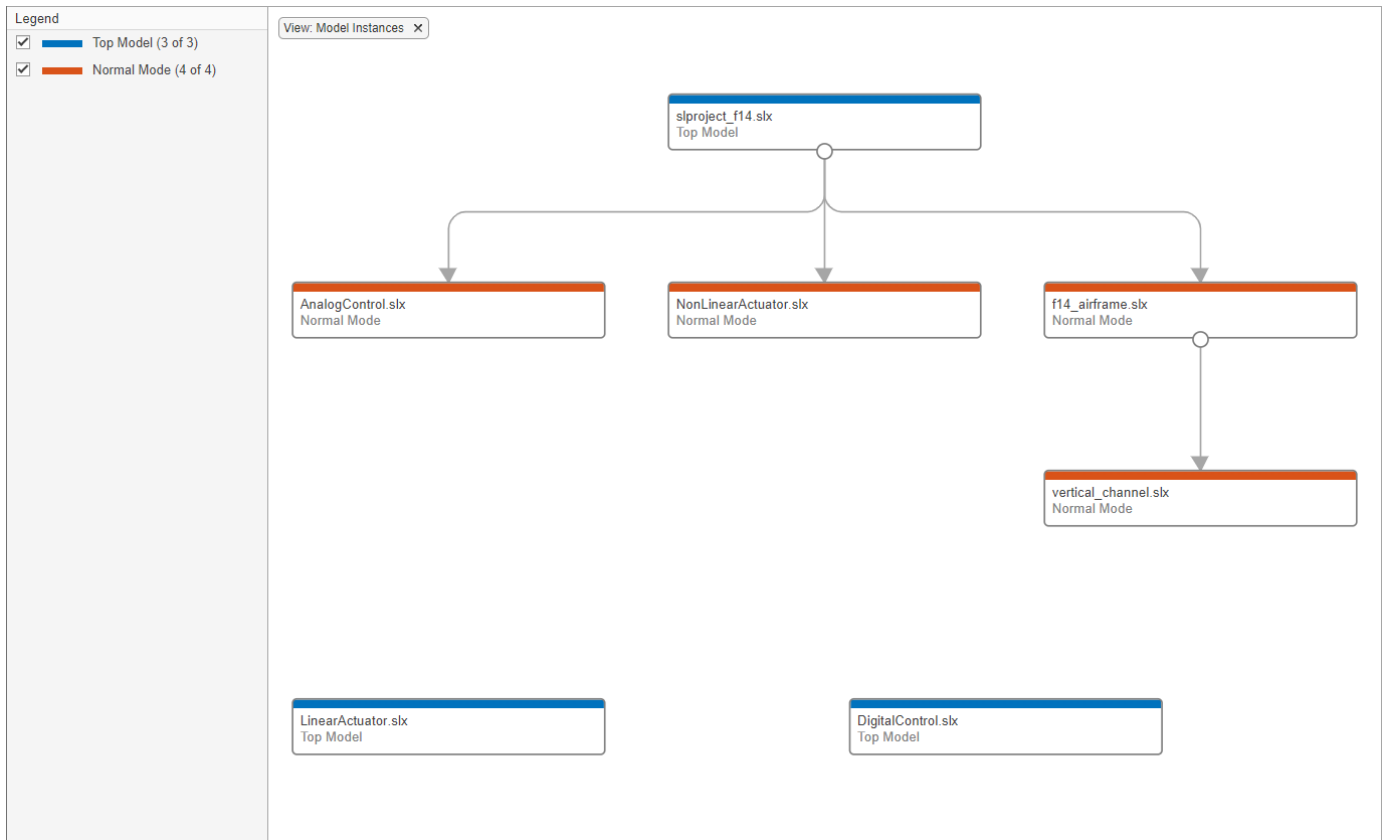 Legend
Top Model (3 of 3)
Normal Mode (4 of 4)
View: Model Instances
slproject_f14.slx
Top Model
AnalogControl.slx
Normal Mode
NonLinearActuator.slx
Normal Mode
f14_airframe.slx
Normal Mode
vertical_channel.slx
Normal Mode
LinearActuator.slx
Top Model
DigitalControl.slx
Top Model